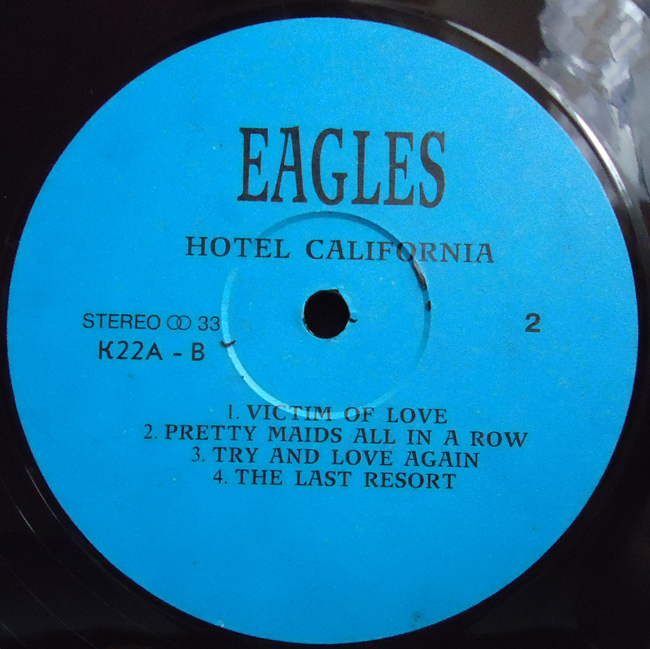 EAGLES
HOTEL CALIFORNIA
STEREO ꝏ 33
2
K22A - B
1. VICTIM OF LOVE
2. PRETTY MAIDS ALL IN A ROW
3. TRY AND LOVE AGAIN
4. THE LAST RESORT